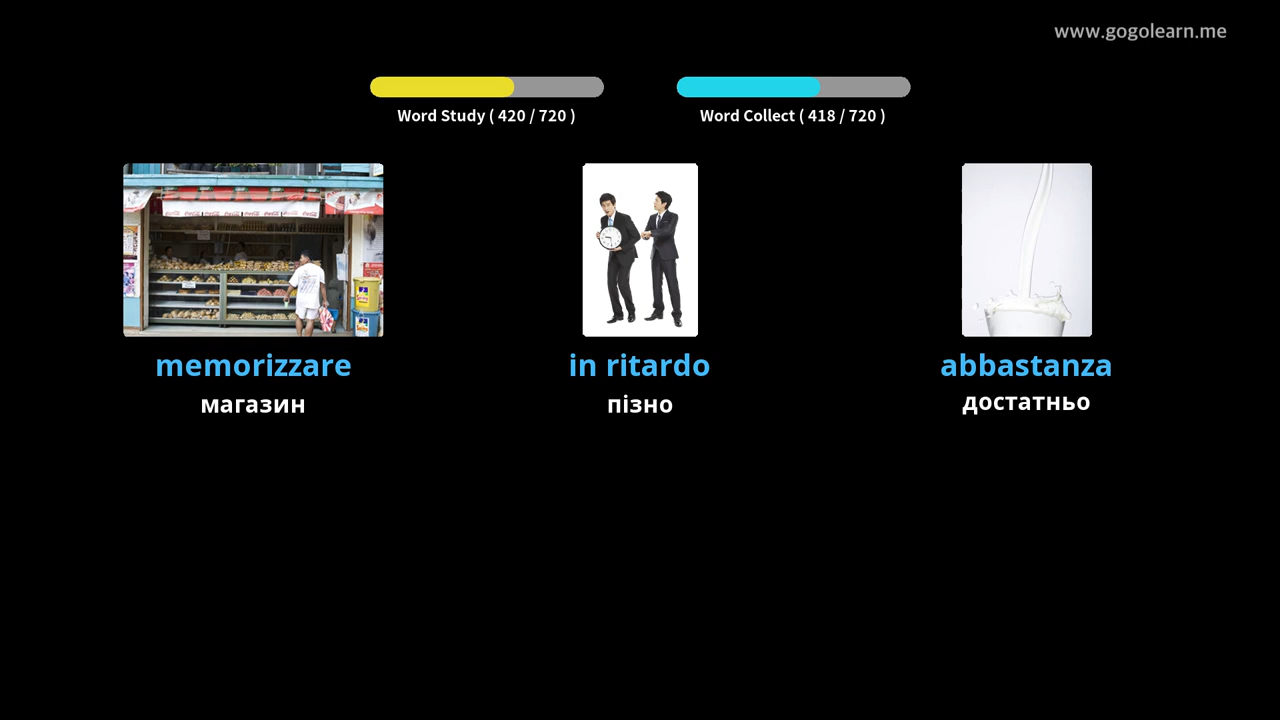 www.gogolearn.me
Word Study ( 420 / 720 )
Word Collect ( 418 / 720 )
memorizzare
in ritardo
abbastanza
магазин
пізно
достатньо